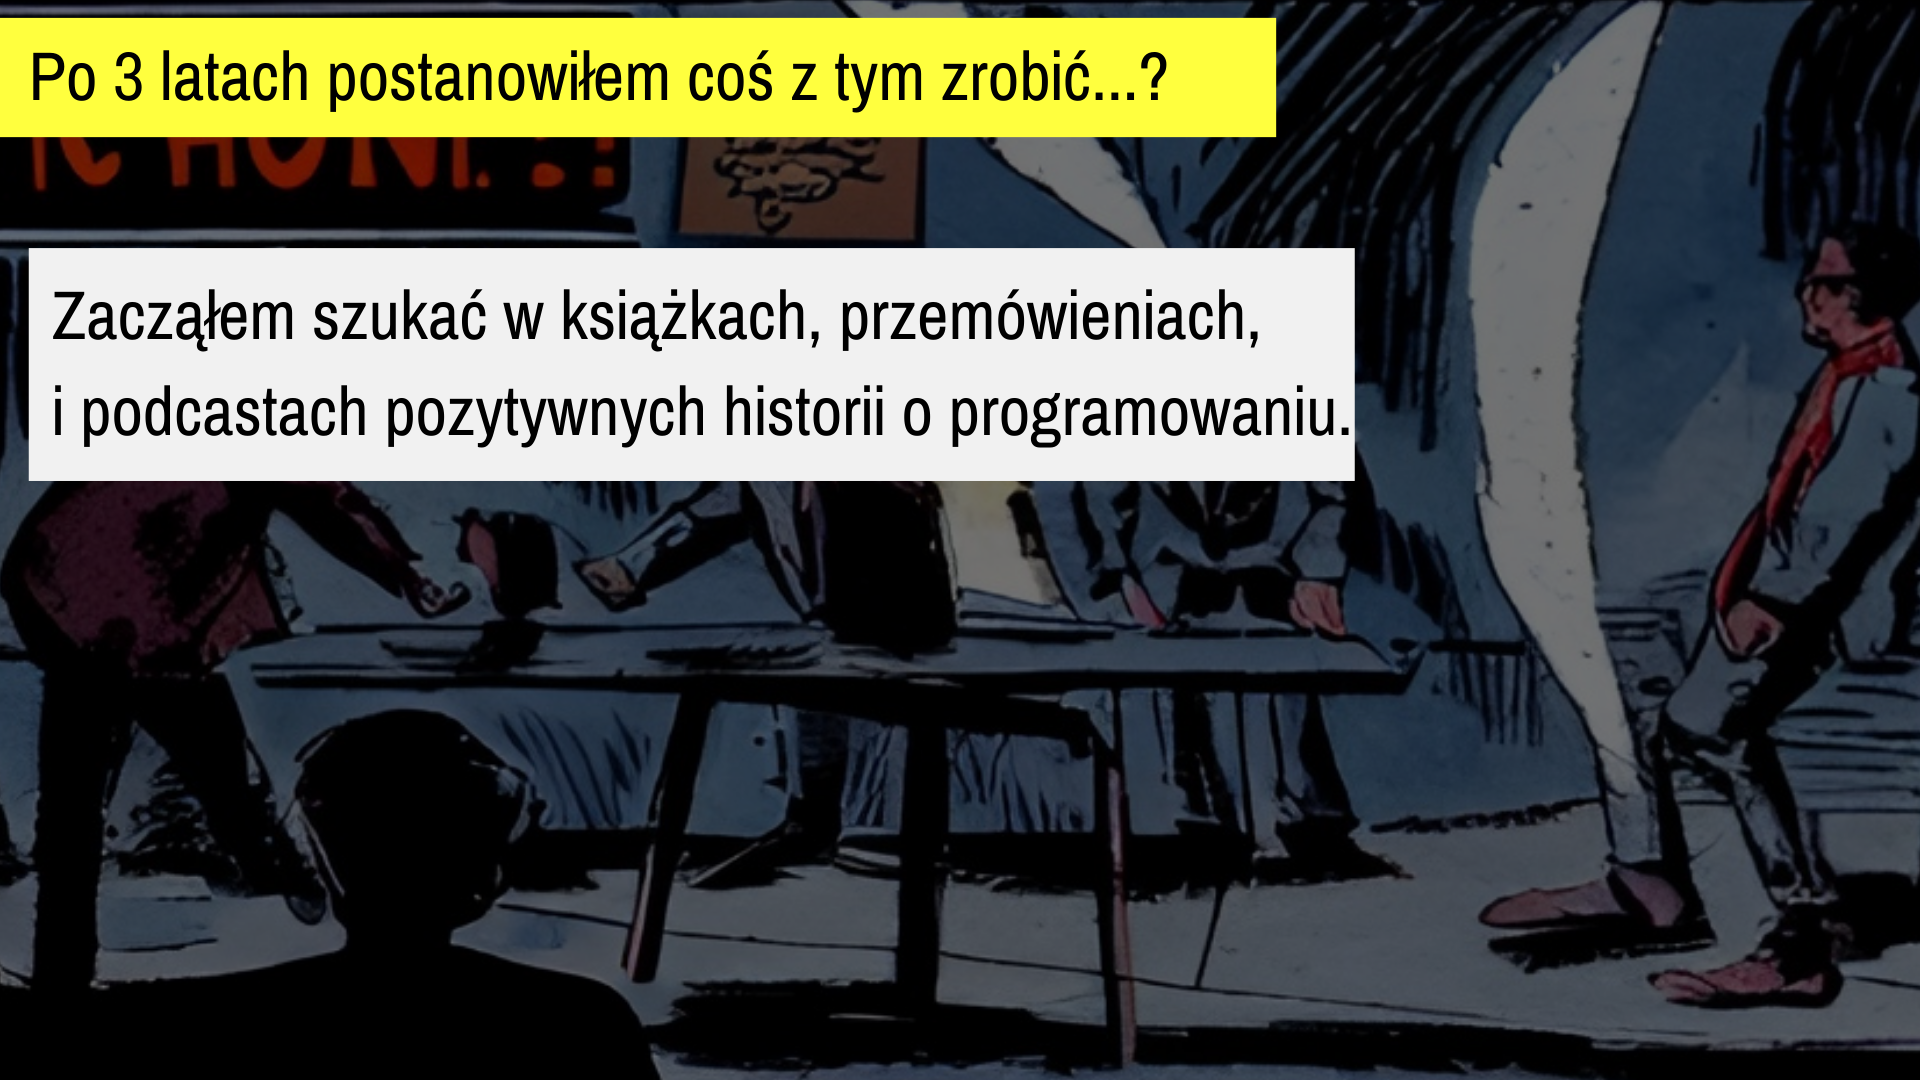 Po 3 latach postanowiłem coś z tym zrobić...?
Zacząłem szukać w książkach, przemówieniach,
i podcastach pozytywnych historii o programowaniu.